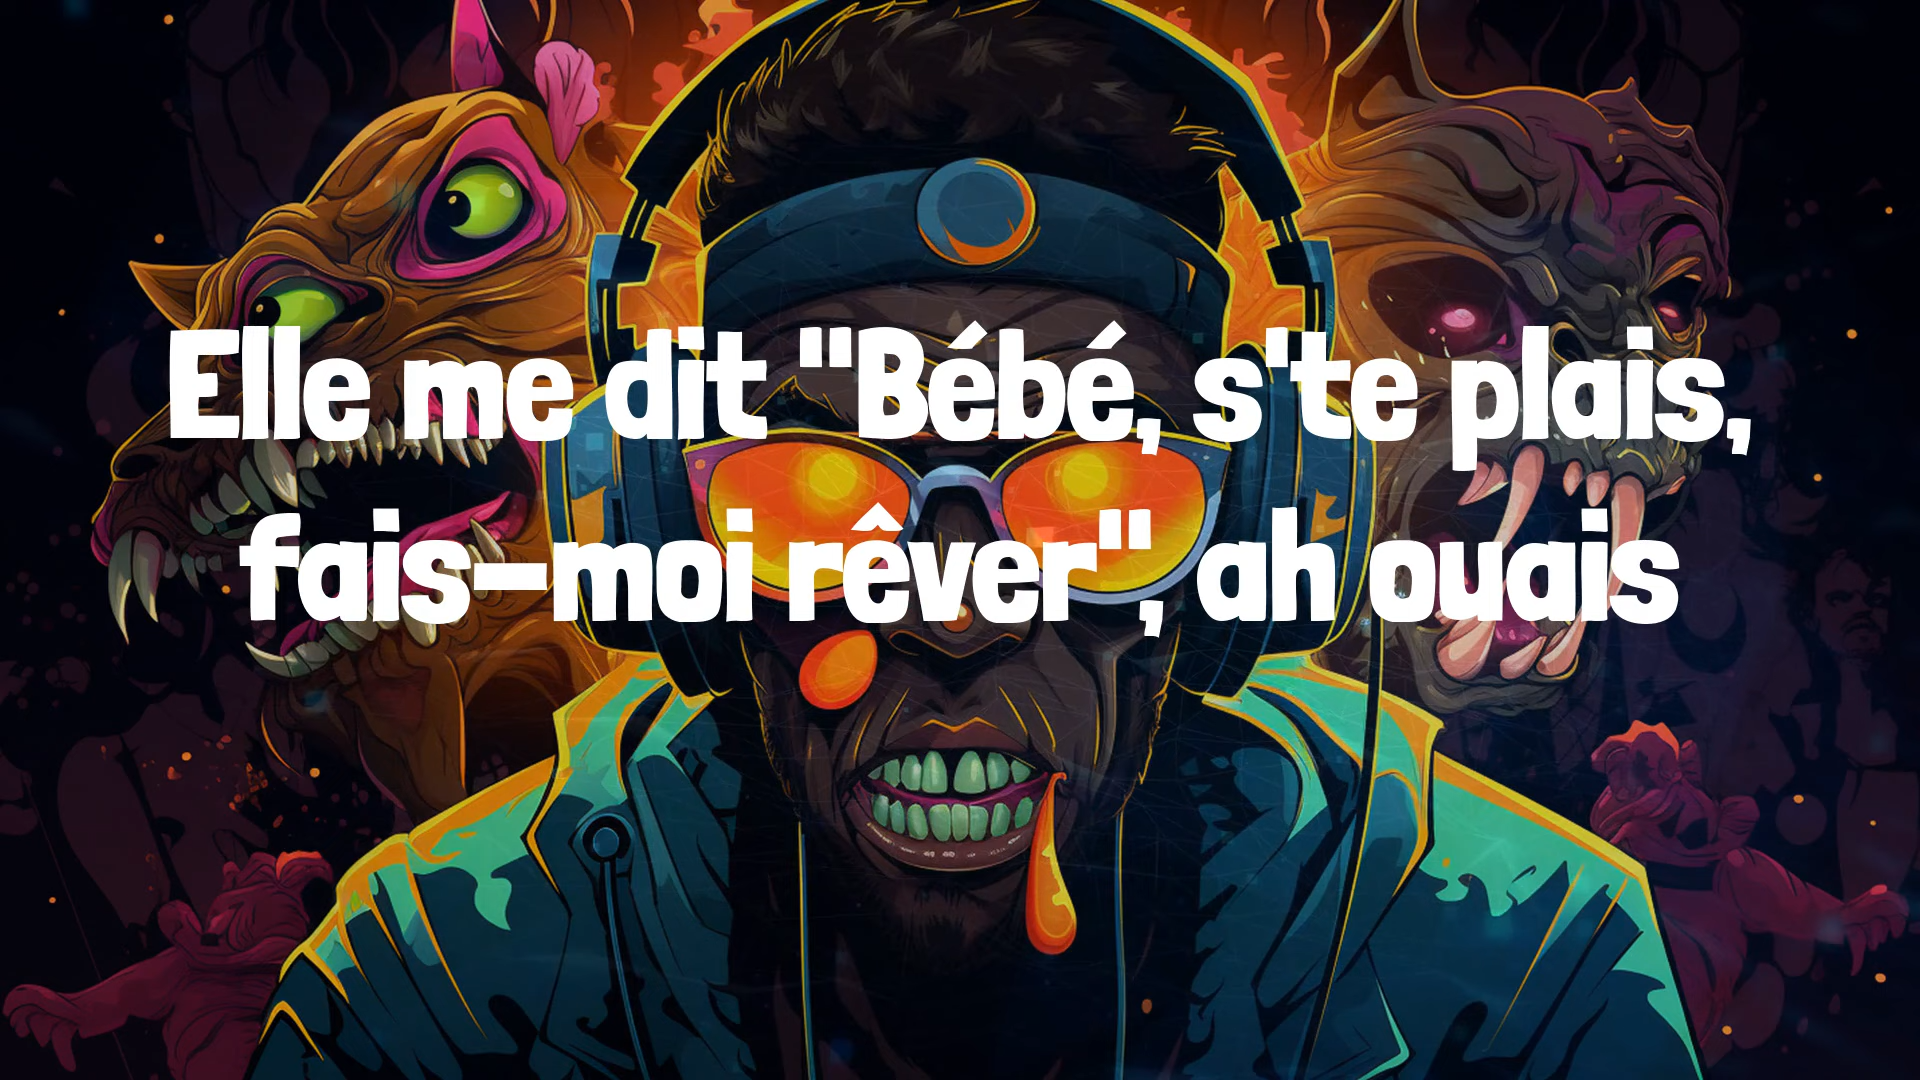 Elle me dit "Bébé, s'te plais,
fais-moi rêver", ah ouais